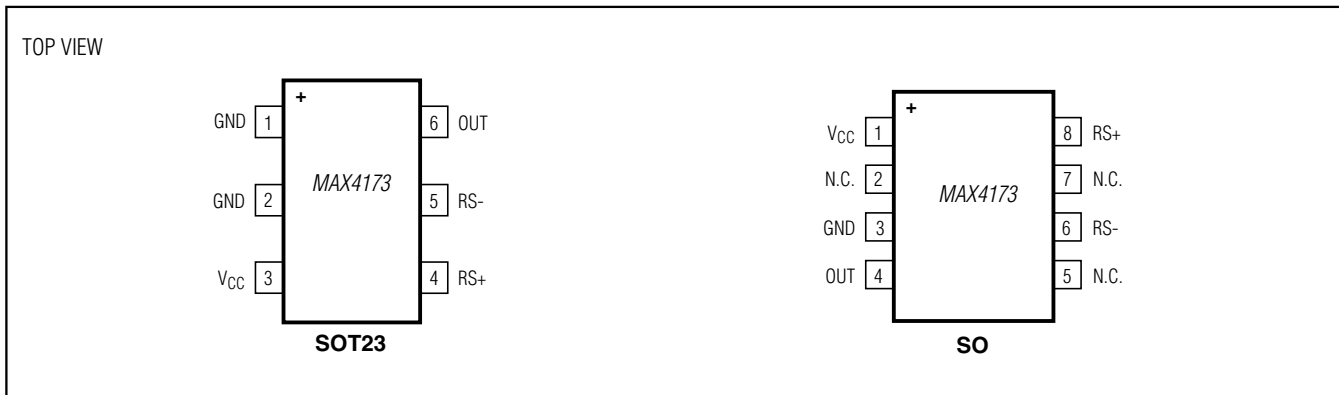 TOP VIEW
+
GND 1 6 OUT
MAX4173
GND 2 5 RS-
VCC 3 4 RS+
SOT23
+
VCC 1 8 RS+
N.C. 2 7 N.C.
MAX4173
GND 3 6 RS-
OUT 4 5 N.C.
SO